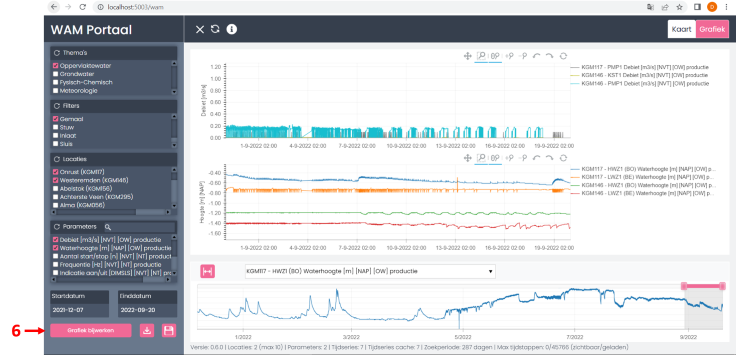 localhost:5003/wam
WAM Portaal
Kaart
Grafiek
Thema's
Oppervlaktewater
Grondwater
Fysisch-Chemisch
Meteorologie
Filters
Gemaal
Stuw
Inlaat
Sluis
Locaties
Onrust (KGM117)
Westeremden (KGM146)
Abelstok (KGM156)
Achterste Veen (KGM295)
Alma (KGM056)
Parameters
Debiet [m3/s] [NVT] [OW] productie
Waterhoogte [m] [NAP] [OW] productie
Aantal start/stop [n] [NVT] [NT] product
Frequentie [Hz] [NVT] [NT] productie
Indicatie aan/uit [DIMSLS] [NVT] [NT] pro
Startdatum
Einddatum
2021-12-07
2022-09-20
6
Grafiek bijwerken
Debiet [m3/s]
1.20
1.00
0.80
0.60
0.40
0.20
0.00
1-9-2022 02:00 4-9-2022 02:00 7-9-2022 02:00 10-9-2022 02:00 13-9-2022 02:00 16-9-2022 02:00 19-9-2022 02:00
KGM117 - PMP1 Debiet [m3/s] [NVT] [OW] productie
KGM146 - KST1 Debiet [m3/s] [NVT] [OW] productie
KGM146 - PMP1 Debiet [m3/s] [NVT] [OW] productie
Hoogte [m] [NAP]
-0.40
-0.60
-0.80
-1.00
-1.20
-1.40
-1.60
1-9-2022 02:00 4-9-2022 02:00 7-9-2022 02:00 10-9-2022 02:00 13-9-2022 02:00 16-9-2022 02:00 19-9-2022 02:00
KGM117 - HWZ1 (BO) Waterhoogte [m] [NAP] [OW] p...
KGM117 - LWZ1 (BE) Waterhoogte [m] [NAP] [OW] p...
KGM146 - HWZ1 (BO) Waterhoogte [m] [NAP] [OW] p...
KGM146 - LWZ1 (BE) Waterhoogte [m] [NAP] [OW] p...
KGM117 - HWZ1 (BO) Waterhoogte [m] [NAP] [OW] productie
1/2022 3/2022 5/2022 7/2022 9/2022
Versie: 0.6.0 | Locaties: 2 (max 10) | Parameters: 2 | Tijdseries: 7 | Tijdseries cache: 7 | Zoekperiode: 287 dagen | Max tijdstappen: 0/45786 (zichtbaar/geladen)